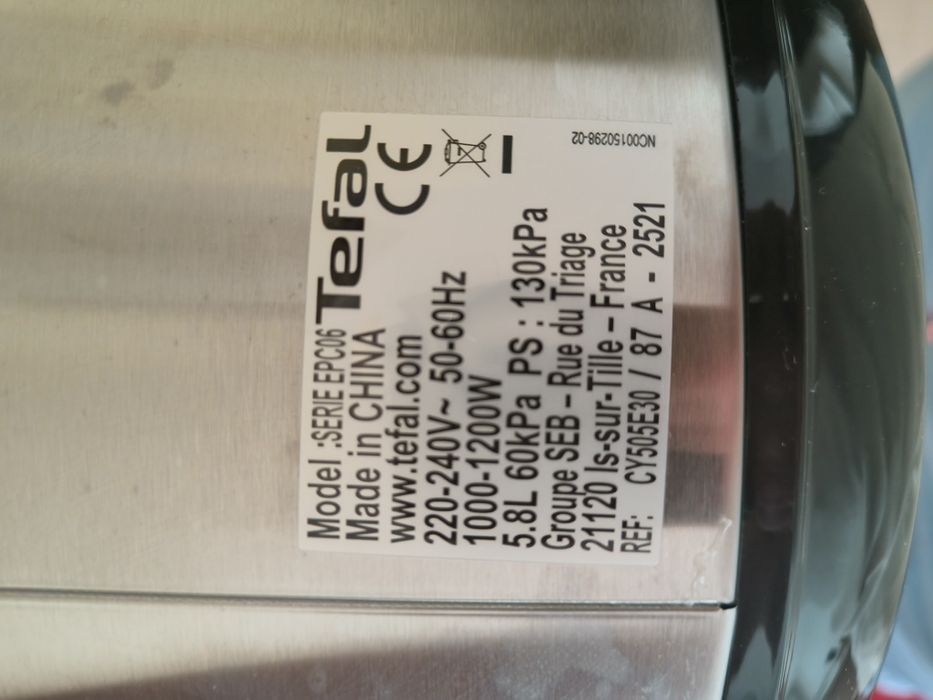 Model :SERIE EPC06 Tefal
Made in CHINA
www.tefal.com
220-240V~ 50-60Hz
1000-1200W
5.8L 60kPa PS : 130kPa
Groupe SEB – Rue du Triage
21120 Is-sur-Tille – France
REF: CY505E30 / 87 A - 2521
CE
NC00150298-02